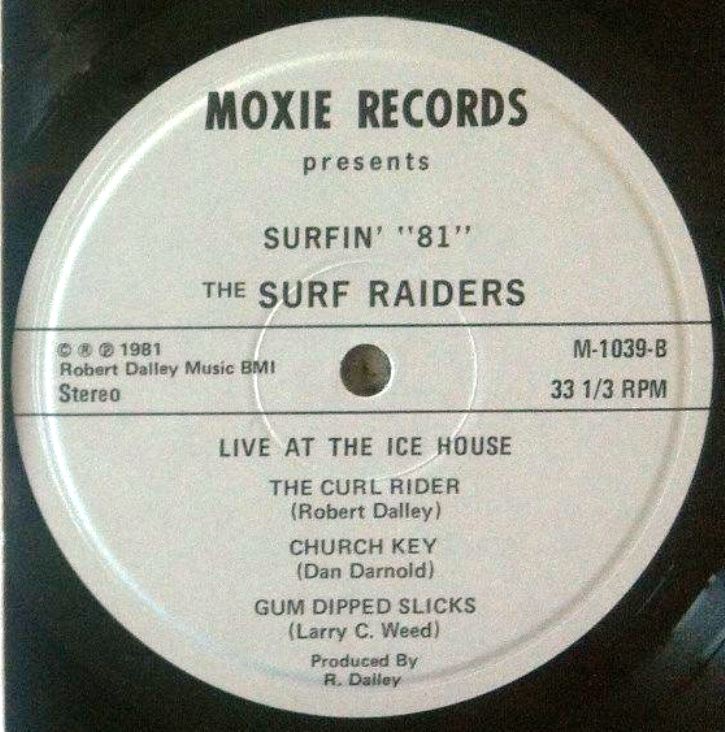 MOXIE RECORDS
presents
SURFIN' "81"
THE SURF RAIDERS
© ® ℗ 1981
Robert Dalley Music BMI
Stereo
M-1039-B
33 1/3 RPM
LIVE AT THE ICE HOUSE
THE CURL RIDER
(Robert Dalley)
CHURCH KEY
(Dan Darnold)
GUM DIPPED SLICKS
(Larry C. Weed)
Produced By
R. Dalley